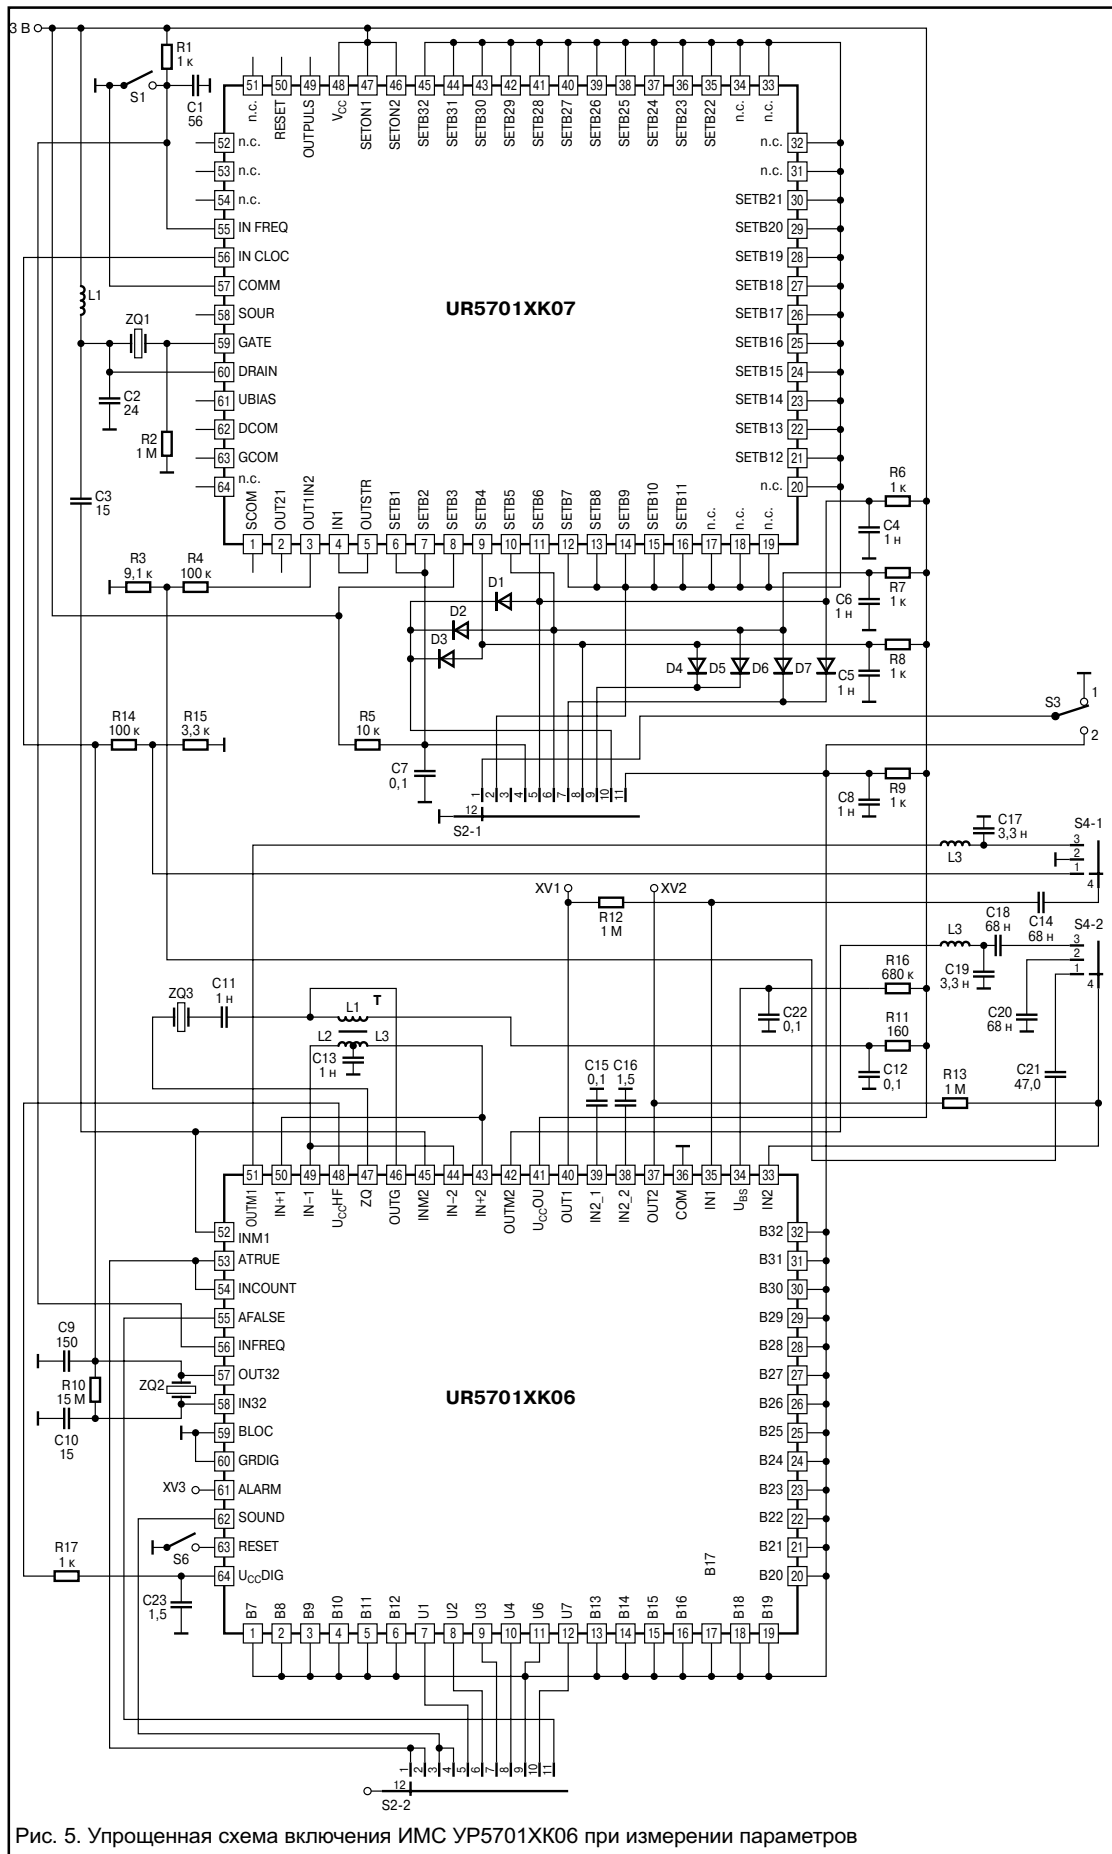 3 В
R1
1 к
S1
C1
56
51 50 49 48 47 46 45 44 43 42 41 40 39 38 37 36 35 34 33
n.c. RESET OUTPULS VCC SETON1 SETON2 SETB32 SETB31 SETB30 SETB29 SETB28 SETB27 SETB26 SETB25 SETB24 SETB23 SETB22 n.c. n.c.
52 n.c.
53 n.c.
54 n.c.
55 IN FREQ
56 IN CLOC
57 COMM
58 SOUR
59 GATE
60 DRAIN
61 UBIAS
62 DCOM
63 GCOM
64 n.c.
UR5701XK07
n.c. 32
n.c. 31
SETB21 30
SETB20 29
SETB19 28
SETB18 27
SETB17 26
SETB16 25
SETB15 24
SETB14 23
SETB13 22
SETB12 21
n.c. 20
L1
ZQ1
C2
24
R2
1 М
C3
15
SCOM OUT21 OUT1IN2 IN1 OUTSTR SETB1 SETB2 SETB3 SETB4 SETB5 SETB6 SETB7 SETB8 SETB9 SETB10 SETB11 n.c. n.c. n.c.
1 2 3 4 5 6 7 8 9 10 11 12 13 14 15 16 17 18 19
R6
1 к
C4
1 н
R3
9,1 к
R4
100 к
D1
D2
D3
C6
1 н
R7
1 к
D4 D5 D6 D7
C5
1 н
R8
1 к
S3
1
2
R14
100 к
R15
3,3 к
R5
10 к
C7
0,1
1 2 3 4 5 6 7 8 9 10 11
12
S2-1
C8
1 н
R9
1 к
C17
3,3 н
L3
S4-1
3
2
1
4
XV1
XV2
R12
1 М
C14
68 н
C18
68 н
L3
C19
3,3 н
S4-2
3
2
1
4
R16
680 к
C22
0,1
C20
68 н
R11
160
C12
0,1
R13
1 М
C21
47,0
ZQ3
C11
1 н
T
L1
L2
L3
C13
1 н
C15
0,1
C16
1,5
51 50 49 48 47 46 45 44 43 42 41 40 39 38 37 36 35 34 33
OUTM1 IN+1 IN−1 UCCHF ZQ OUTG INM2 IN−2 IN+2 OUTM2 UCCOU OUT1 IN2_1 IN2_2 OUT2 COM IN1 UBS IN2
52 INM1
53 ATRUE
54 INCOUNT
55 AFALSE
56 INFREQ
57 OUT32
58 IN32
59 BLOC
60 GRDIG
61 ALARM
62 SOUND
63 RESET
64 UCCDIG
UR5701XK06
B32 32
B31 31
B30 30
B29 29
B28 28
B27 27
B26 26
B25 25
B24 24
B23 23
B22 22
B21 21
B20 20
C9
150
R10
15 М
C10
15
ZQ2
XV3
S6
R17
1 к
C23
1,5
B7 B8 B9 B10 B11 B12 U1 U2 U3 U4 U6 U7 B13 B14 B15 B16 B17 B18 B19
1 2 3 4 5 6 7 8 9 10 11 12 13 14 15 16 17 18 19
1 2 3 4 5 6 7 8 9 10 11
12
S2-2
Рис. 5. Упрощенная схема включения ИМС УР5701ХК06 при измерении параметров